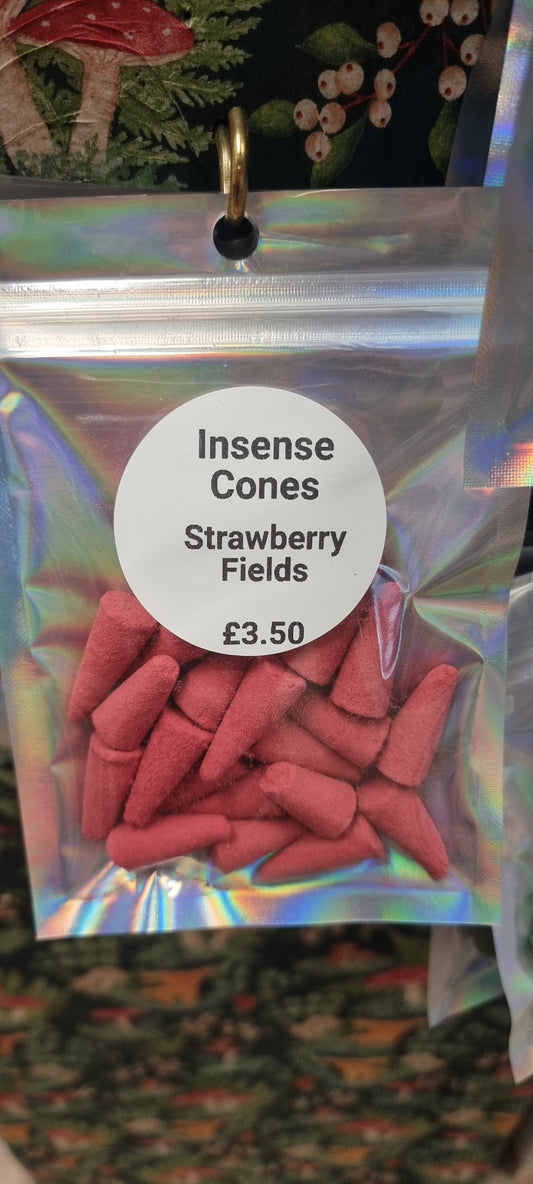 Insense
Cones
Strawberry
Fields
£3.50